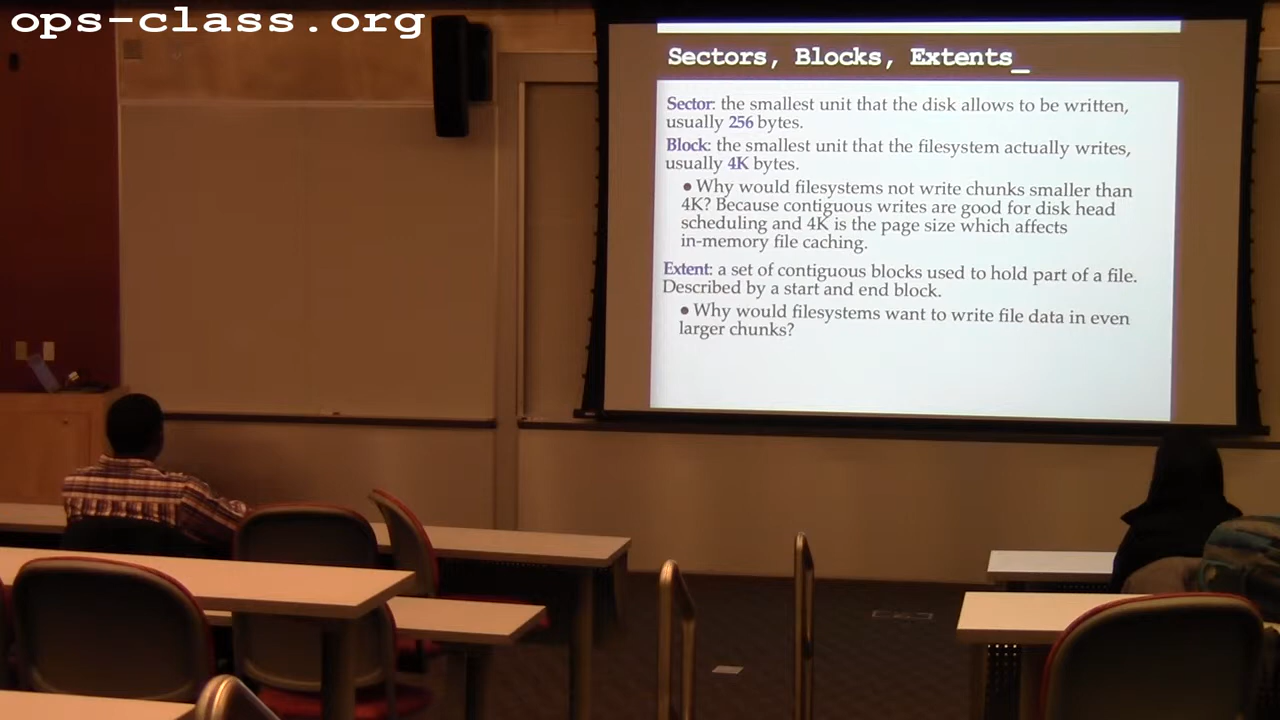 ops-class.org
Sectors, Blocks, Extents_
Sector: the smallest unit that the disk allows to be written,
usually 256 bytes.
Block: the smallest unit that the filesystem actually writes,
usually 4K bytes.
● Why would filesystems not write chunks smaller than
4K? Because contiguous writes are good for disk head
scheduling and 4K is the page size which affects
in-memory file caching.
Extent: a set of contiguous blocks used to hold part of a file.
Described by a start and end block.
● Why would filesystems want to write file data in even
larger chunks?